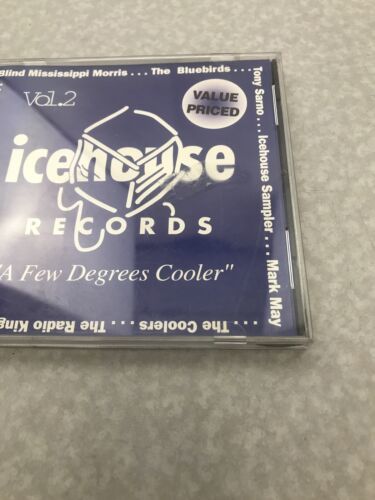 Blind Mississippi Morris . . . The Bluebirds . . .
Tony Sarno . . . Icehouse Sampler . . . Mark May
Vol.2
VALUE
PRICED
icehouse
RECORDS
"A Few Degrees Cooler"
. . . The Coolers . . . The Radio King